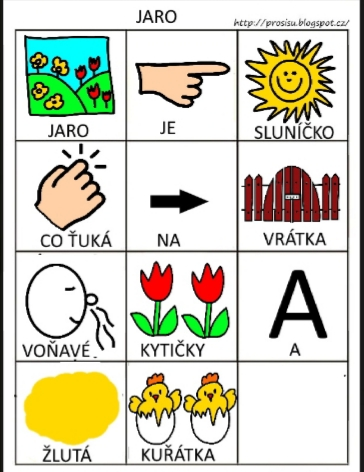 JARO
http://prosisu.blogspot.cz/
JARO JE SLUNÍČKO
CO ŤUKÁ NA VRÁTKA
VOŇAVÉ KYTIČKY A
A
ŽLUTÁ KUŘÁTKA